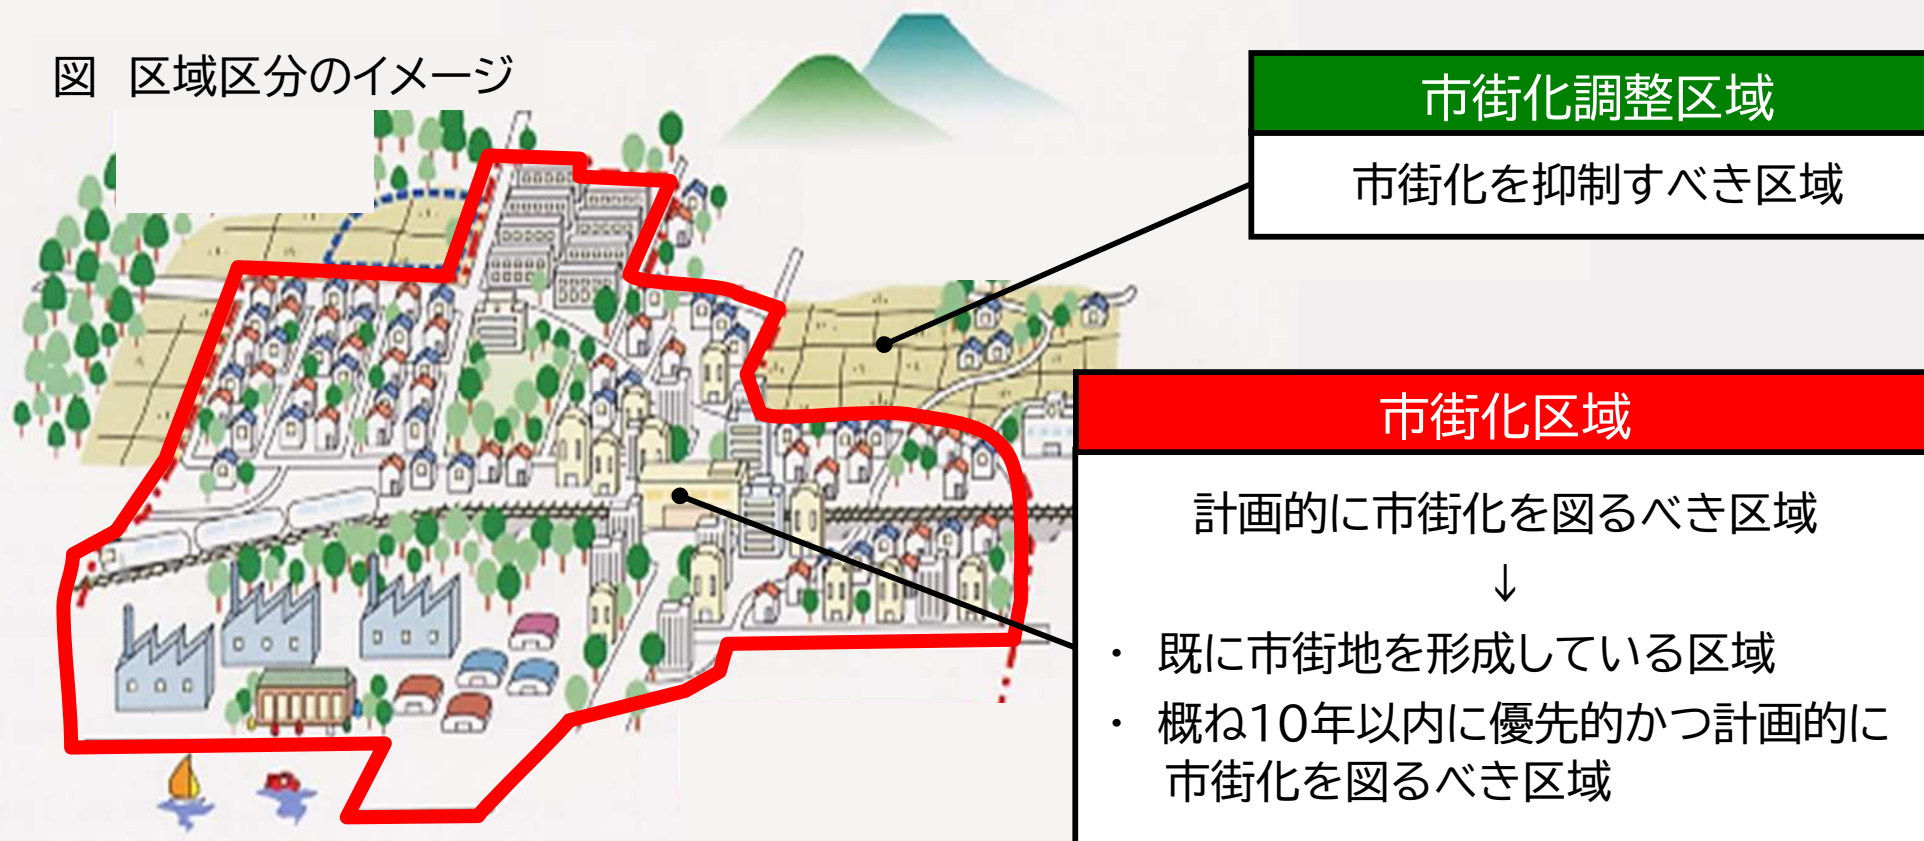 図 区域区分のイメージ
市街化調整区域
市街化を抑制すべき区域
市街化区域
計画的に市街化を図るべき区域
↓
・ 既に市街地を形成している区域
・ 概ね10年以内に優先的かつ計画的に
市街化を図るべき区域